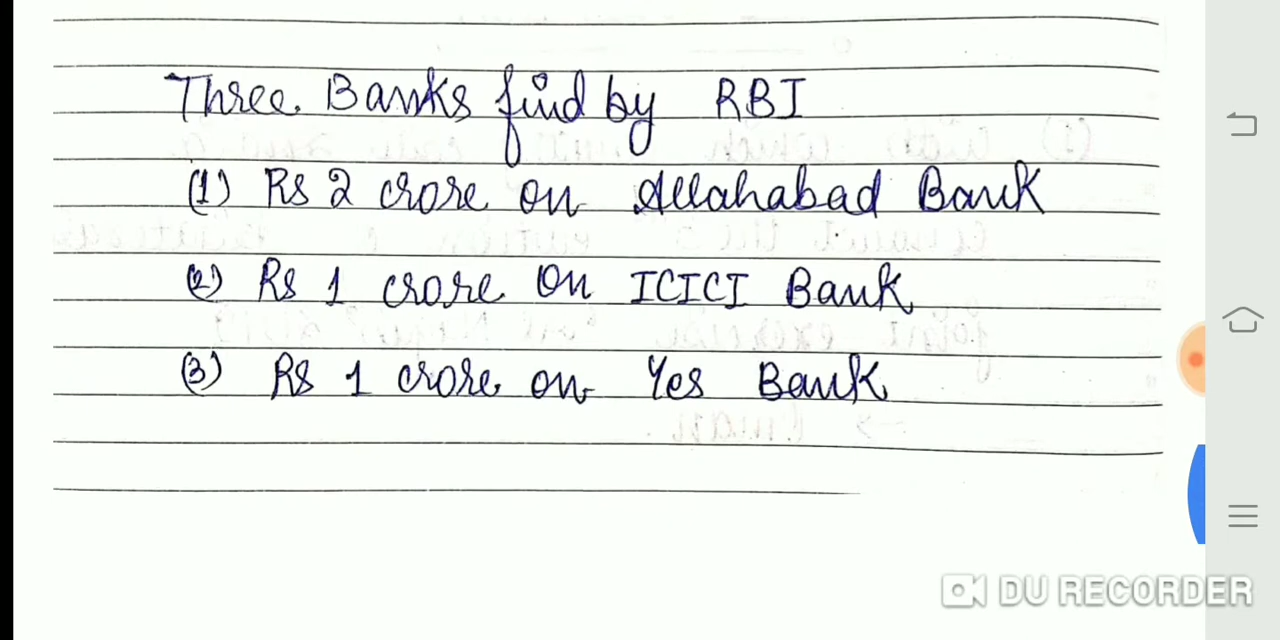 Three Banks find by RBI
(1) Rs 2 crore on Allahabad Bank
(2) Rs 1 crore on ICICI Bank
(3) Rs 1 crore on Yes Bank
DU RECORDER